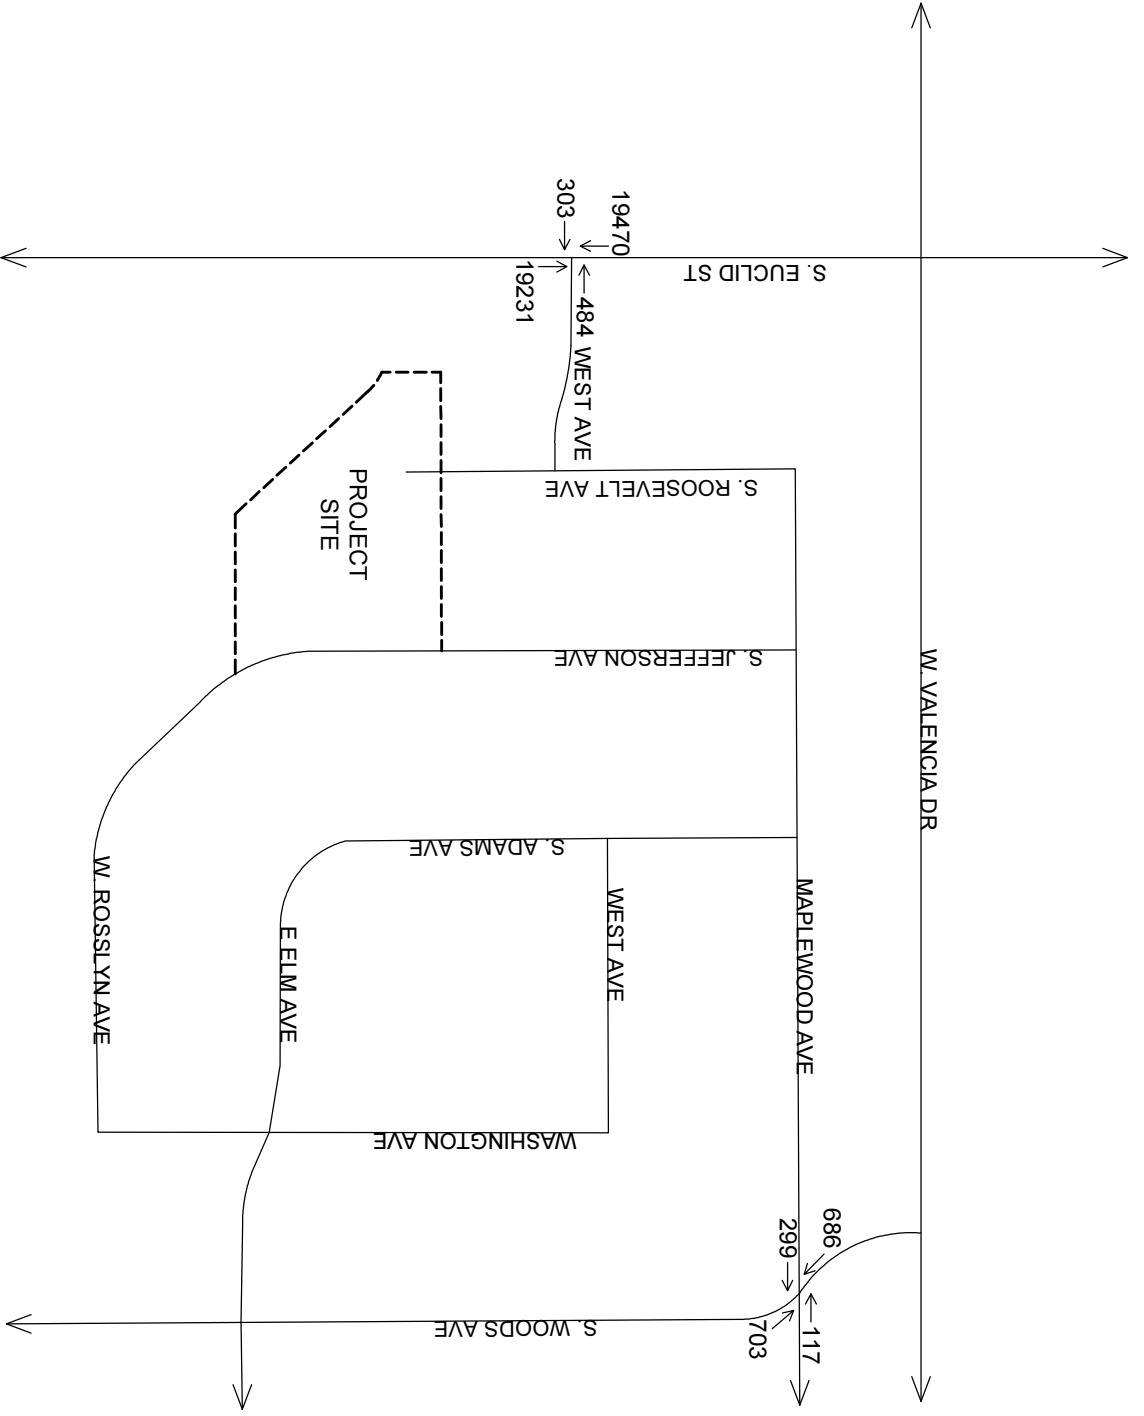 W. VALENCIA DR
MAPLEWOOD AVE
19470
303
19231
484
WEST AVE
S. EUCLID ST
S. ROOSEVELT AVE
PROJECT
SITE
S. JEFFERSON AVE
S. ADAMS AVE
WEST AVE
E ELM AVE
W. ROSSLYN AVE
WASHINGTON AVE
686
299
117
703
S. WOODS AVE